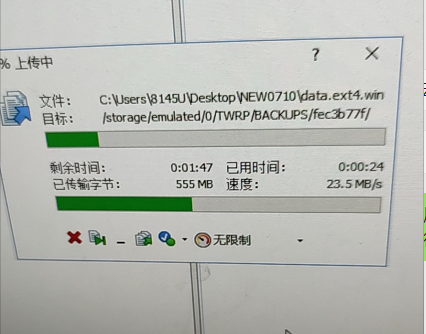 % 上传中
?
文件: C:\Users\8145U\Desktop\NEW0710\data.ext4.win
目标: /storage/emulated/0/TWRP/BACKUPS/fec3b77f/
剩余时间: 0:01:47 已用时间: 0:00:24
已传输字节: 555 MB 速度: 23.5 MB/s
无限制